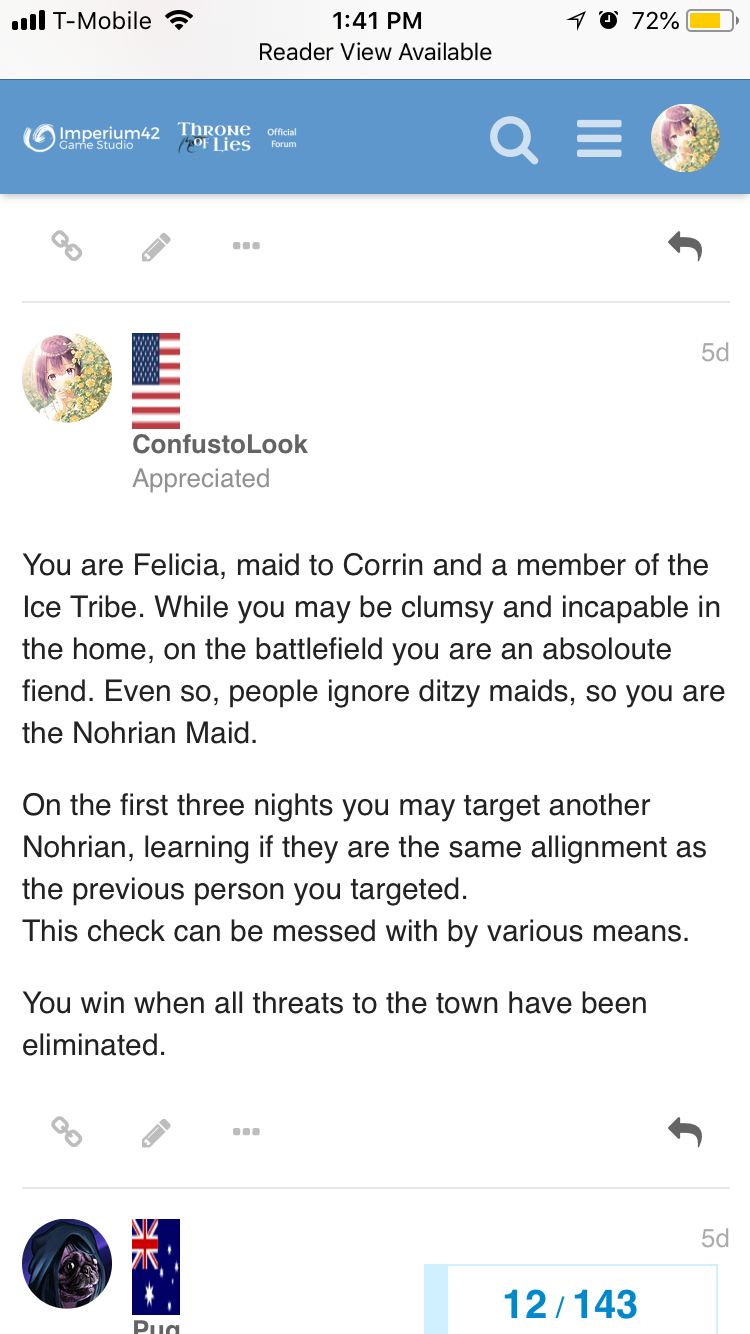 T-Mobile 1:41 PM 72%
Reader View Available
Imperium42 Game Studio
Throne of Lies
Official Forum
5d
ConfustoLook
Appreciated
You are Felicia, maid to Corrin and a member of the
Ice Tribe. While you may be clumsy and incapable in
the home, on the battlefield you are an absoloute
fiend. Even so, people ignore ditzy maids, so you are
the Nohrian Maid.
On the first three nights you may target another
Nohrian, learning if they are the same allignment as
the previous person you targeted.
This check can be messed with by various means.
You win when all threats to the town have been
eliminated.
5d
Pug
12 / 143